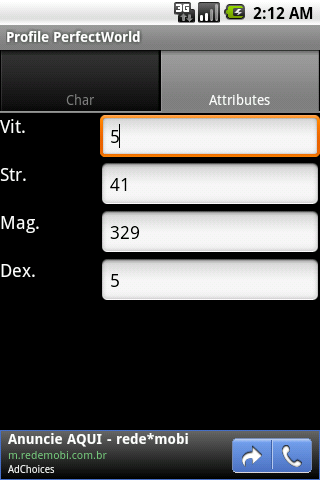 3G 2:12 AM
Profile PerfectWorld
Char Attributes
Vit. 5
Str. 41
Mag. 329
Dex. 5
Anuncie AQUI - rede*mobi
m.redemobi.com.br
AdChoices